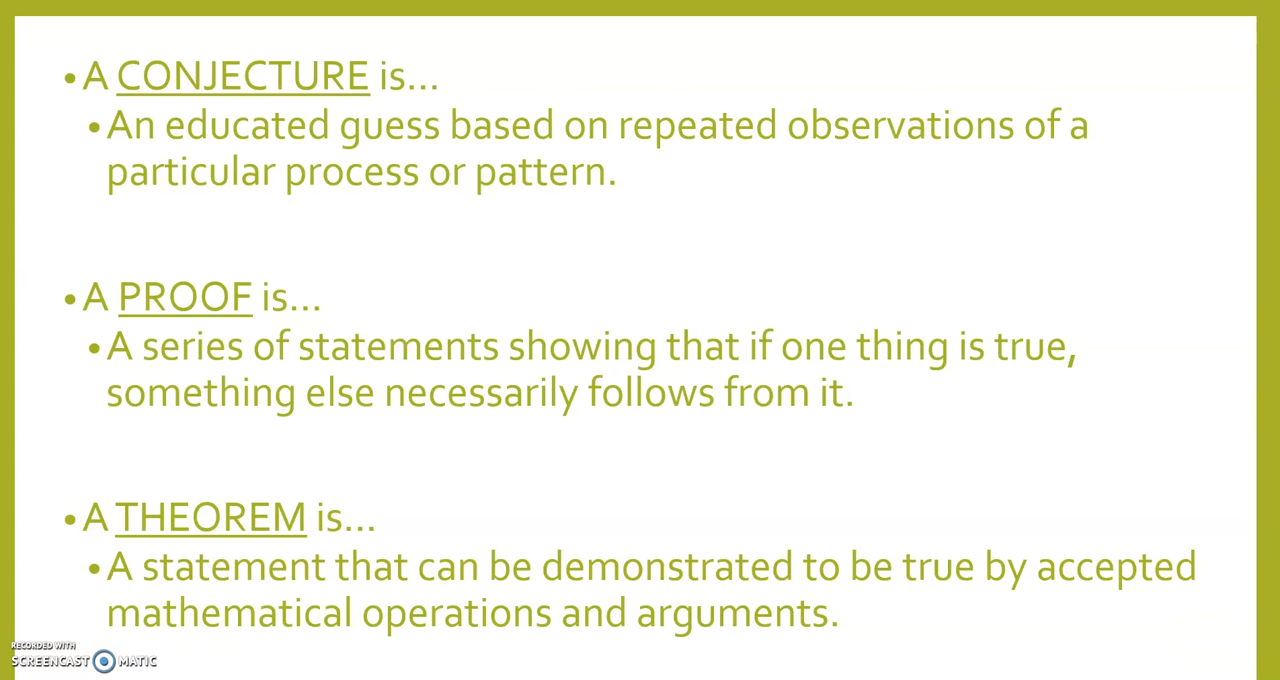 • A CONJECTURE is...
• An educated guess based on repeated observations of a
particular process or pattern.
• A PROOF is...
• A series of statements showing that if one thing is true,
something else necessarily follows from it.
• A THEOREM is...
• A statement that can be demonstrated to be true by accepted
mathematical operations and arguments.
RECORDED WITH
SCREENCAST MATIC